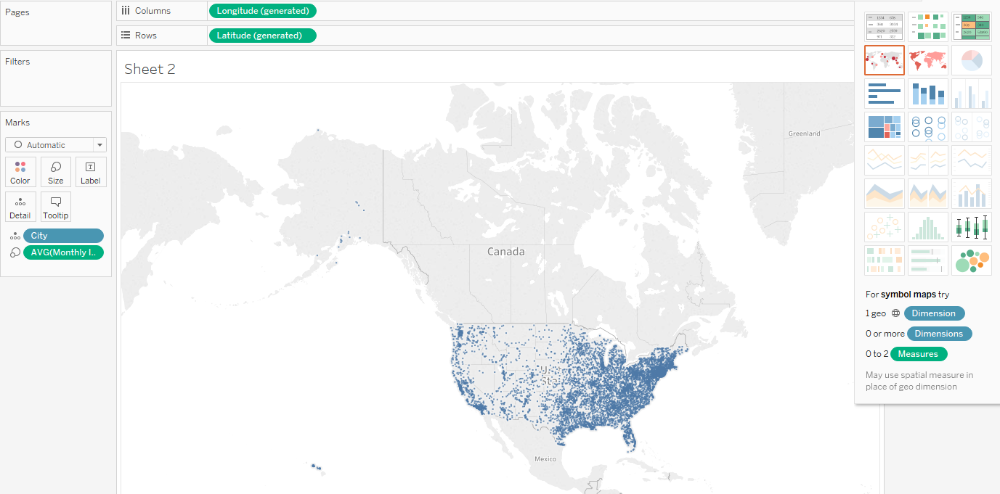 Pages
Columns
Longitude (generated)
Rows
Latitude (generated)
Filters
Sheet 2
Marks
Automatic
Color
Size
Label
Detail
Tooltip
City
AVG(Monthly I..
Greenland
Canada
Mexico
For symbol maps try
1 geo Dimension
0 or more Dimensions
0 to 2 Measures
May use spatial measure in
place of geo dimension